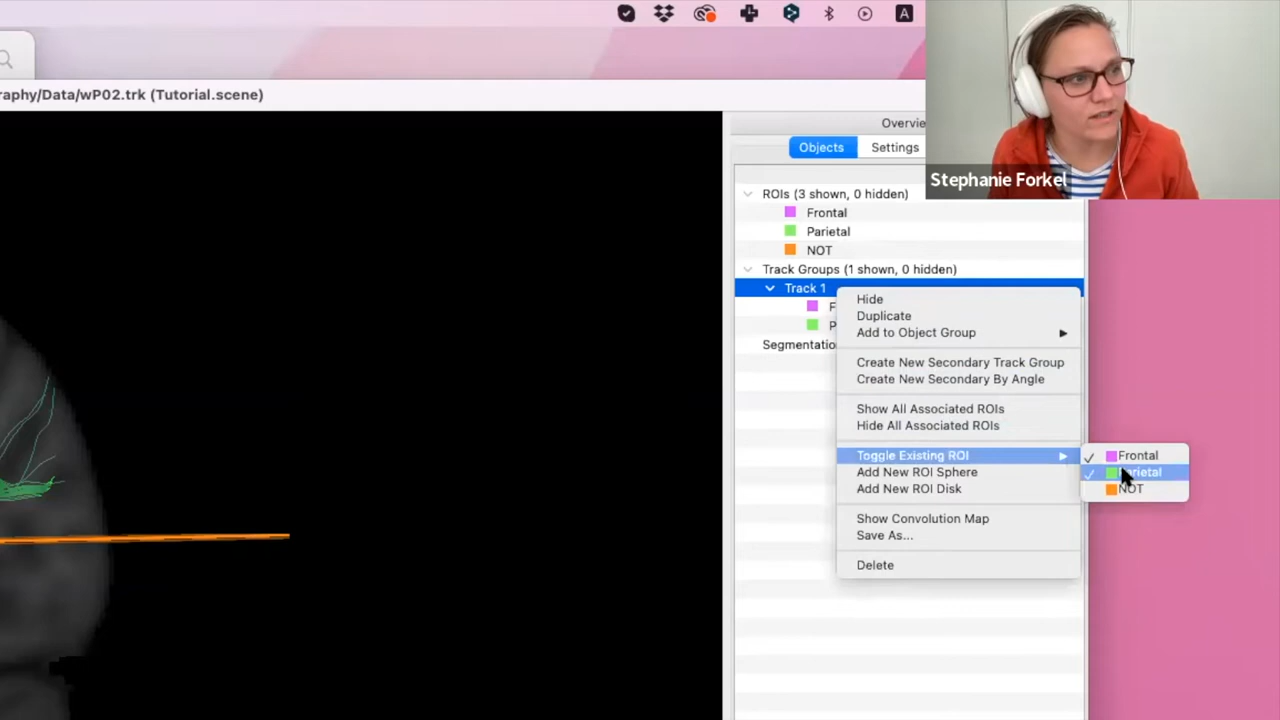 A
raphy/Data/wP02.trk (Tutorial.scene)
Objects
Settings
Stephanie Forkel
ROIs (3 shown, 0 hidden)
Frontal
Parietal
NOT
Track Groups (1 shown, 0 hidden)
Track 1
F
P
Hide
Duplicate
Add to Object Group
Create New Secondary Track Group
Create New Secondary By Angle
Show All Associated ROIs
Hide All Associated ROIs
Toggle Existing ROI
Add New ROI Sphere
Add New ROI Disk
Show Convolution Map
Save As...
Delete
Frontal
NOT